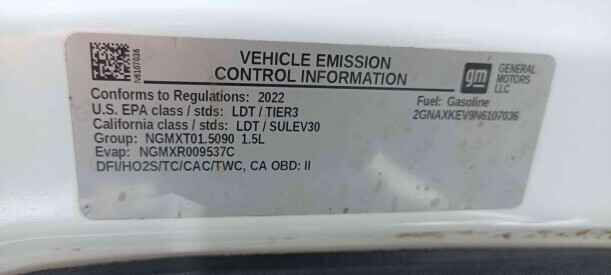 N6107036
VEHICLE EMISSION
CONTROL INFORMATION
gm
GENERAL
MOTORS
LLC
Conforms to Regulations: 2022
U.S. EPA class / stds: LDT / TIER3
California class / stds: LDT / SULEV30
Group: NGMXT01.5090 1.5L
Evap: NGMXR009537C
DFI/HO2S/TC/CAC/TWC, CA OBD: II
Fuel: Gasoline
2GNAXKEV9N6107036